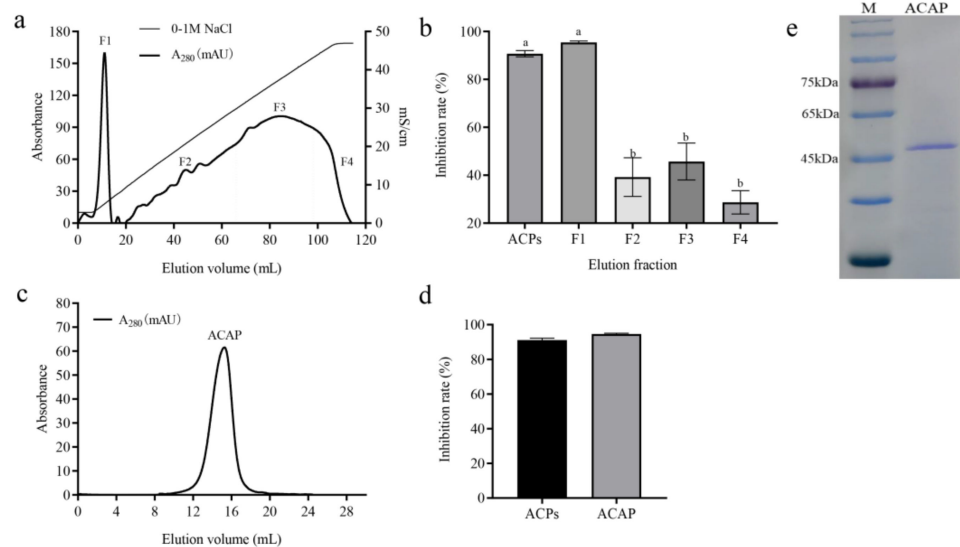 a
0-1M NaCl
A280(mAU)
180
150
120
90
60
30
0
Absorbance
F1
F2
F3
F4
50
40
30
20
10
0
mS/cm
0
20
40
60
80
100
120
Elution volume (mL)
b
100
80
60
40
20
Inhibition rate (%)
a
a
b
b
b
ACPs
F1
F2
F3
F4
Elution fraction
e
M
ACAP
75kDa
65kDa
45kDa
c
A280(mAU)
ACAP
80
70
60
50
40
30
20
10
0
Absorbance
0
4
8
12
16
20
24
28
Elution volume (mL)
d
100
80
60
40
20
0
Inhibition rate (%)
ACPs
ACAP